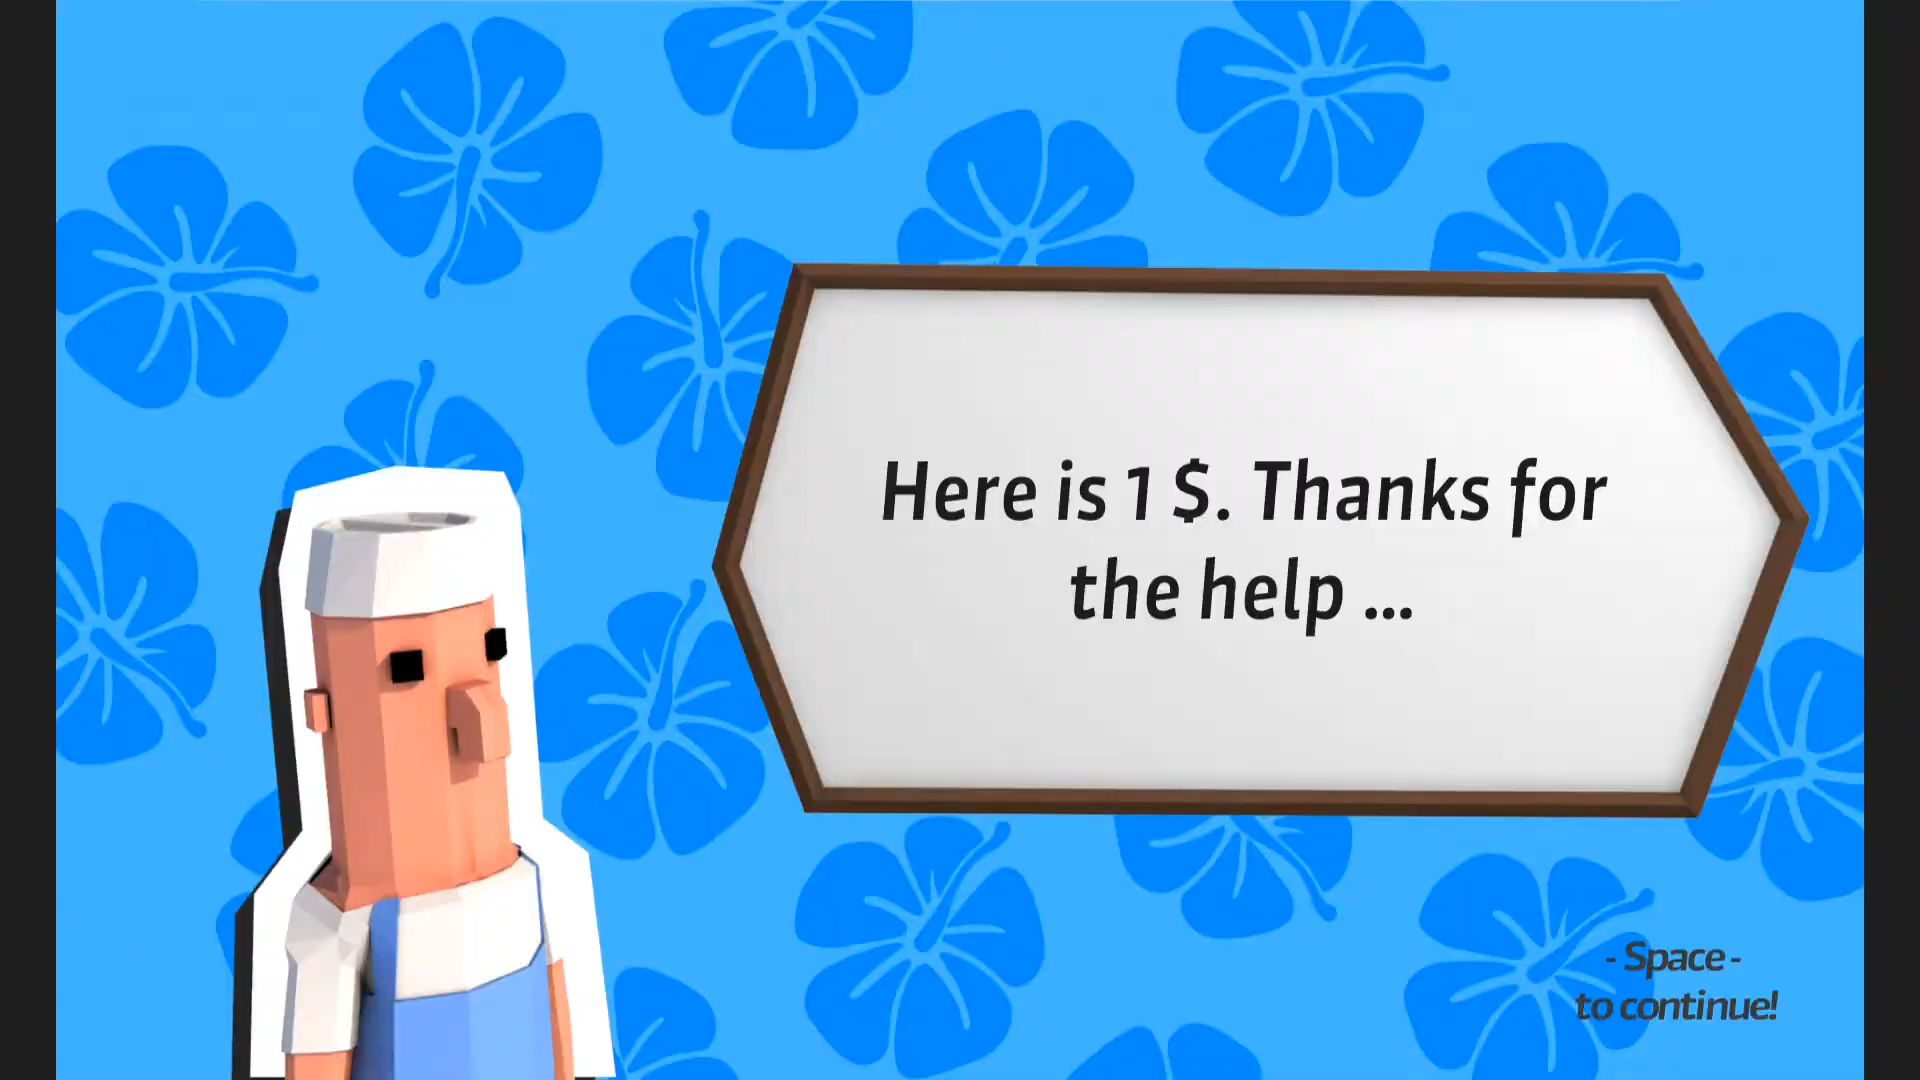 Here is 1 $. Thanks for
the help ...
- Space -
to continue!